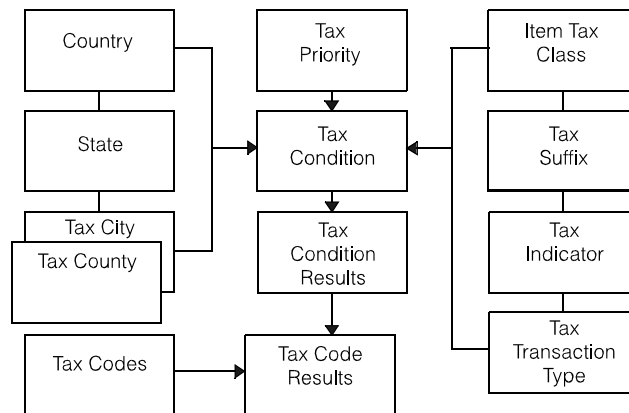 Country
Tax
Priority
Item Tax
Class
State
Tax
Condition
Tax
Suffix
Tax City
Tax County
Tax
Condition
Results
Tax
Indicator
Tax Codes
Tax Code
Results
Tax
Transaction
Type